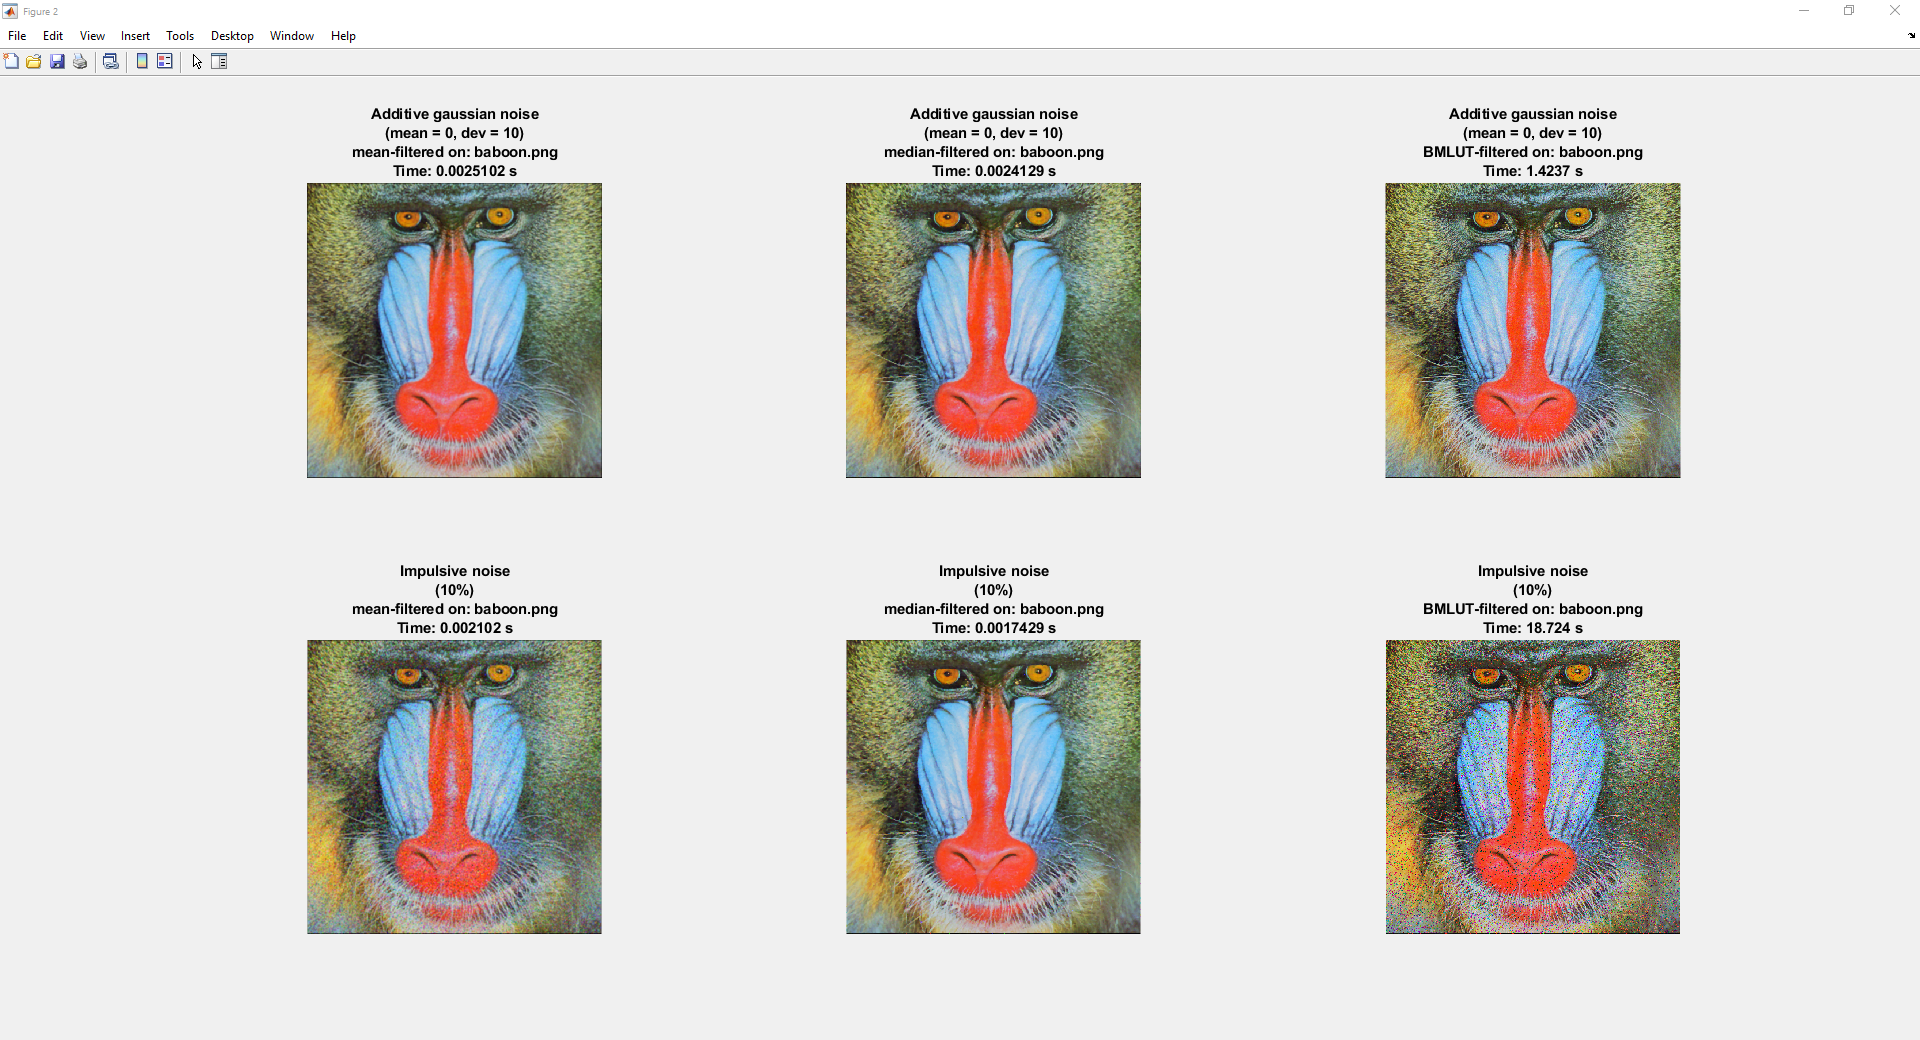 Figure 2
File Edit View Insert Tools Desktop Window Help
Additive gaussian noise
(mean = 0, dev = 10)
mean-filtered on: baboon.png
Time: 0.0025102 s
Additive gaussian noise
(mean = 0, dev = 10)
median-filtered on: baboon.png
Time: 0.0024129 s
Additive gaussian noise
(mean = 0, dev = 10)
BMLUT-filtered on: baboon.png
Time: 1.4237 s
Impulsive noise
(10%)
mean-filtered on: baboon.png
Time: 0.002102 s
Impulsive noise
(10%)
median-filtered on: baboon.png
Time: 0.0017429 s
Impulsive noise
(10%)
BMLUT-filtered on: baboon.png
Time: 18.724 s